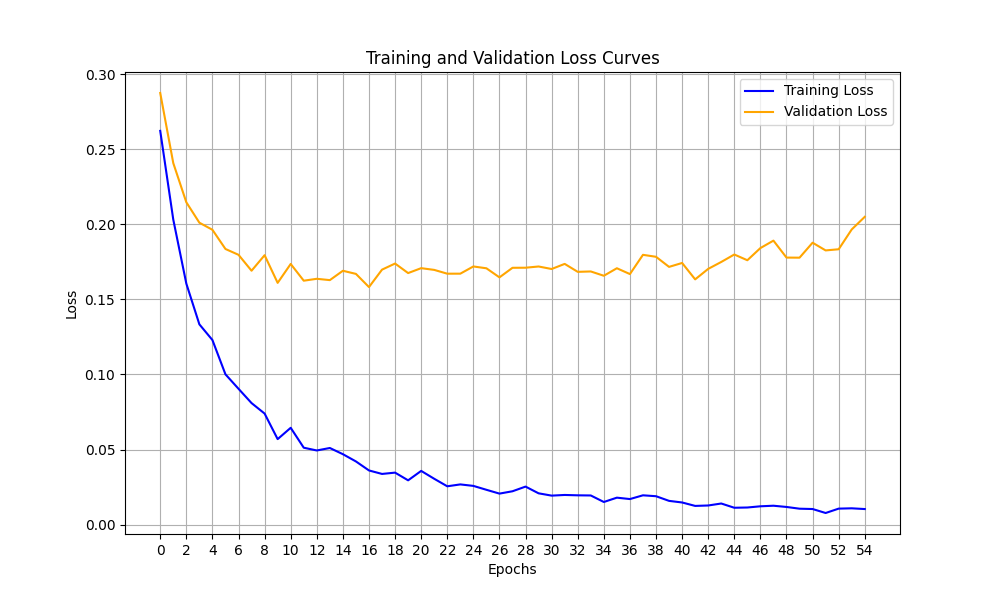 Training and Validation Loss Curves
Training Loss
Validation Loss
0.30
0.25
0.20
0.15
0.10
0.05
0.00
Loss
0 2 4 6 8 10 12 14 16 18 20 22 24 26 28 30 32 34 36 38 40 42 44 46 48 50 52 54
Epochs